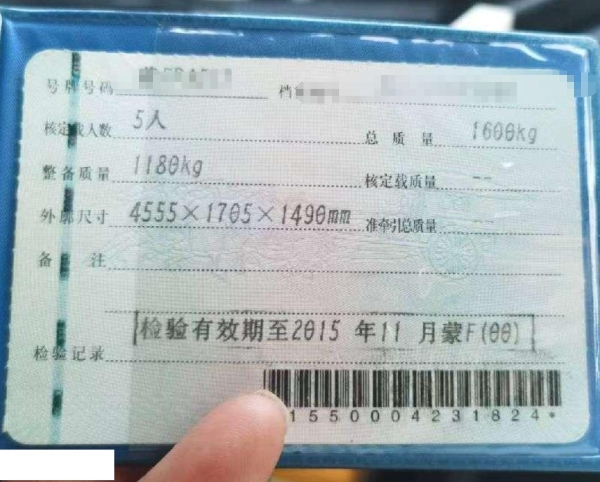 号牌号码
核定载人数 5人 总质量 1600kg
整备质量 1180kg 核定载质量 --
外廓尺寸 4555×1705×1490mm 准牵引总质量 --
备注
检验有效期至2015年11月蒙F(00)
检验记录
1550004231824*